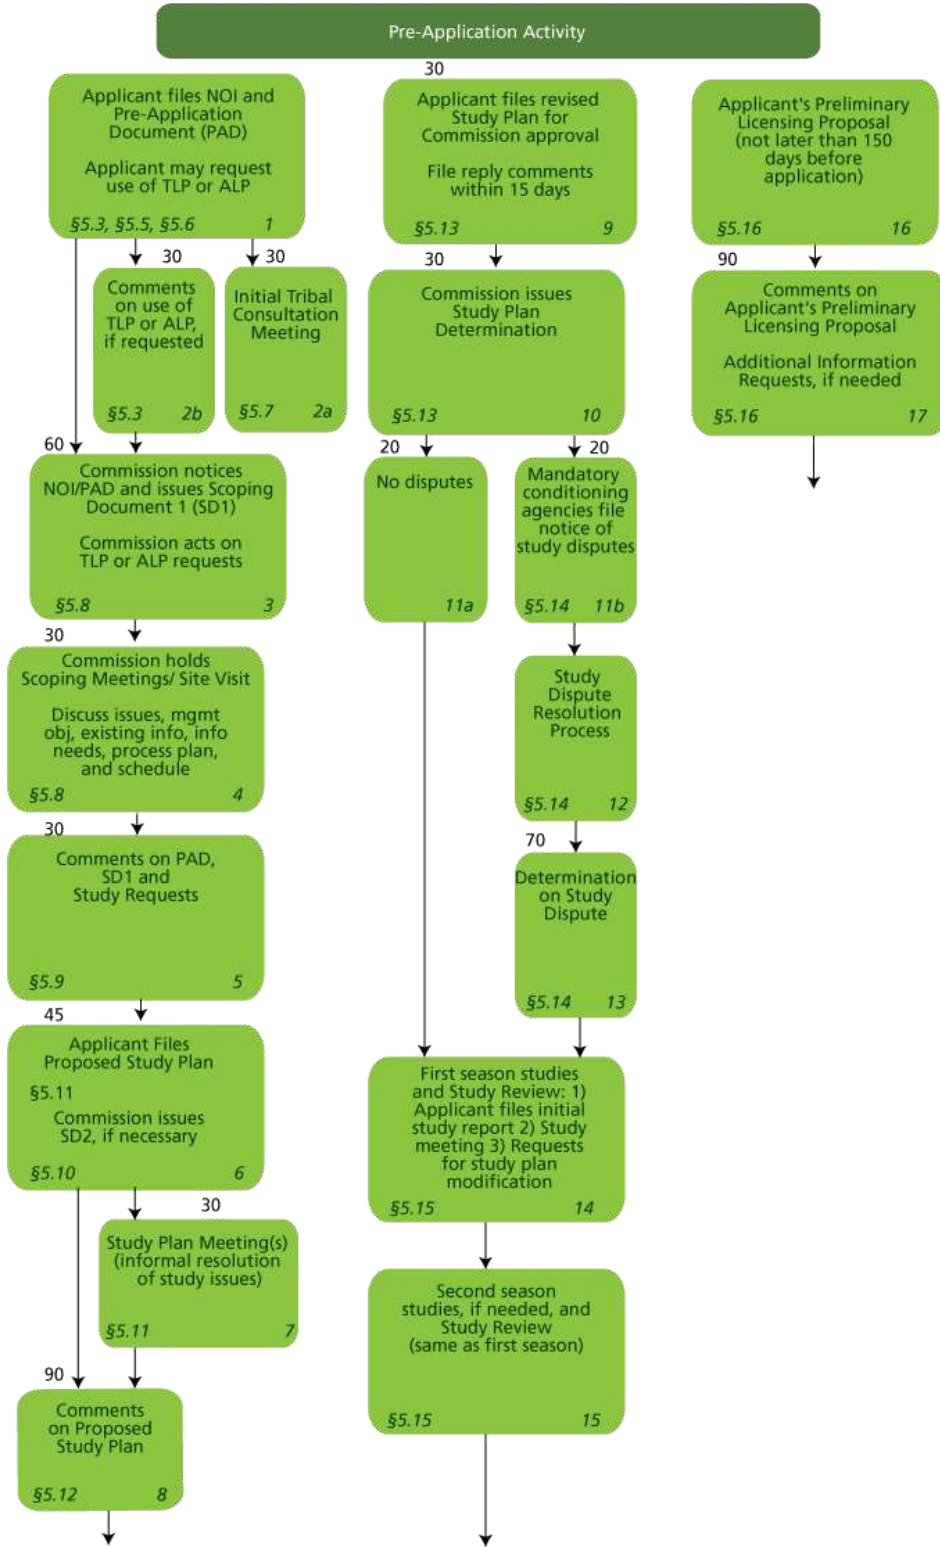 Pre-Application Activity
Applicant files NOI and
Pre-Application
Document (PAD)
Applicant may request
use of TLP or ALP
§5.3, §5.5, §5.6 1
30
Comments
on use of
TLP or ALP,
if requested
§5.3 2b
30
Initial Tribal
Consultation
Meeting
§5.7 2a
60
Commission notices
NOI/PAD and issues Scoping
Document 1 (SD1)
Commission acts on
TLP or ALP requests
§5.8 3
30
Commission holds
Scoping Meetings/ Site Visit
Discuss issues, mgmt
obj, existing info, info
needs, process plan,
and schedule
§5.8 4
30
Comments on PAD,
SD1 and
Study Requests
§5.9 5
45
Applicant Files
Proposed Study Plan
§5.11
Commission issues
SD2, if necessary
§5.10 6
30
Study Plan Meeting(s)
(informal resolution
of study issues)
§5.11 7
90
Comments
on Proposed
Study Plan
§5.12 8
30
Applicant files revised
Study Plan for
Commission approval
File reply comments
within 15 days
§5.13 9
30
Commission issues
Study Plan
Determination
§5.13 10
20
No disputes
11a
20
Mandatory
conditioning
agencies file
notice of
study disputes
§5.14 11b
Study
Dispute
Resolution
Process
§5.14 12
70
Determination
on Study
Dispute
§5.14 13
First season studies
and Study Review: 1)
Applicant files initial
study report 2) Study
meeting 3) Requests
for study plan
modification
§5.15 14
Second season
studies, if needed, and
Study Review
(same as first season)
§5.15 15
Applicant's Preliminary
Licensing Proposal
(not later than 150
days before
application)
§5.16 16
90
Comments on
Applicant's Preliminary
Licensing Proposal
Additional Information
Requests, if needed
§5.16 17